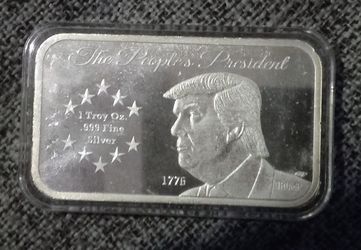 The People's President
1 Troy Oz.
.999 Fine
Silver
1776